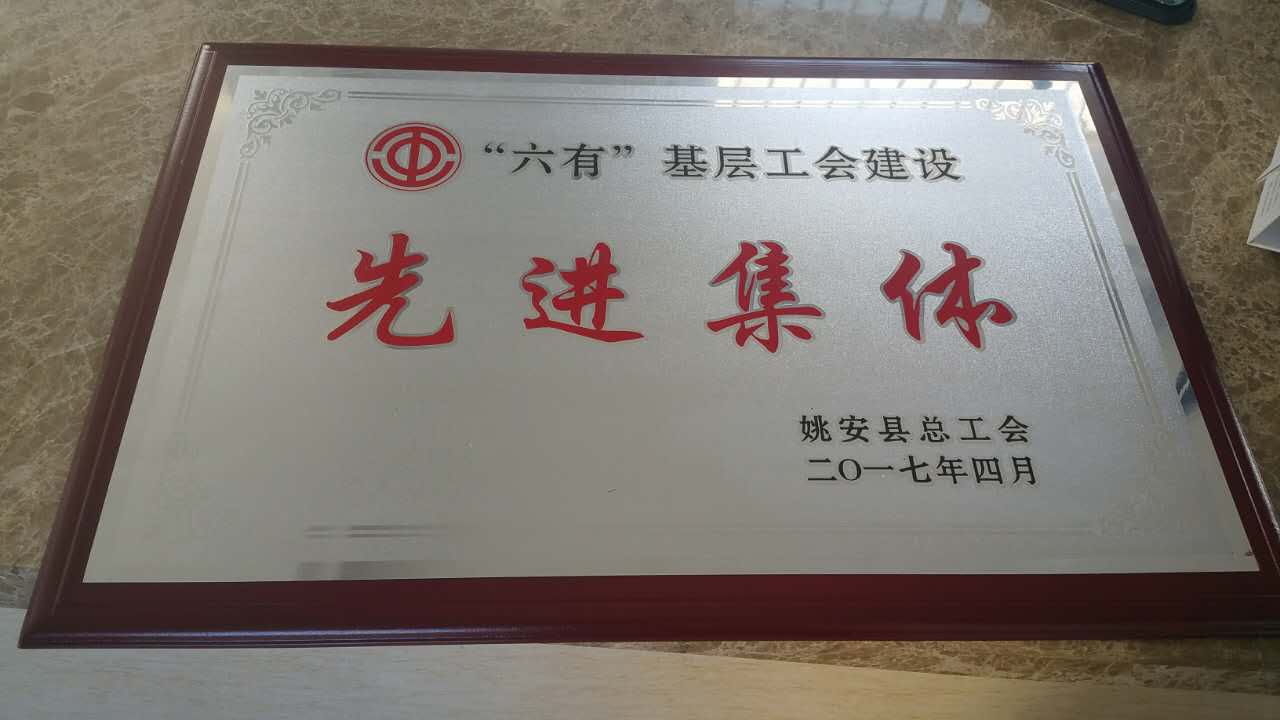 “六有”基层工会建设
先进集体
姚安县总工会
二〇一七年四月